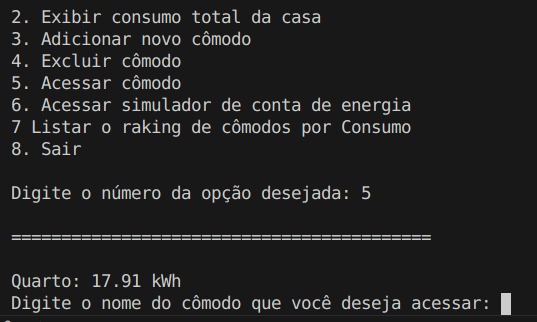 2. Exibir consumo total da casa
3. Adicionar novo cômodo
4. Excluir cômodo
5. Acessar cômodo
6. Acessar simulador de conta de energia
7 Listar o raking de cômodos por Consumo
8. Sair
Digite o número da opção desejada: 5
==========================================
Quarto: 17.91 kWh
Digite o nome do cômodo que você deseja acessar: